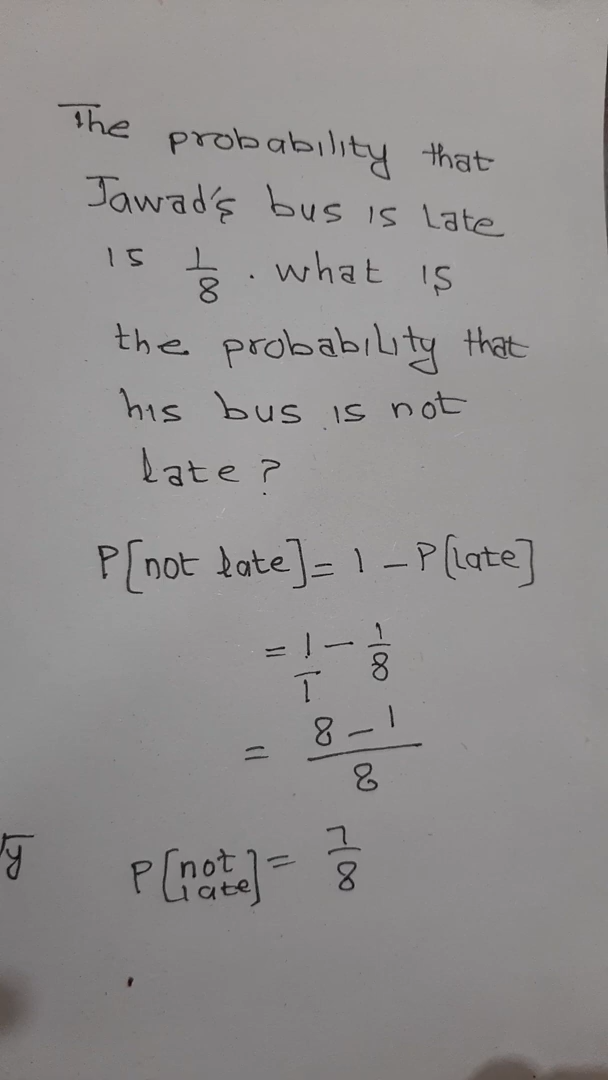 The probability that
Jawad's bus is late
is 1/8. what is
the probability that
his bus is not
late?
P[not late] = 1 - P[late]
= 1/1 - 1/8
= (8 - 1)/8
P[not late] = 7/8